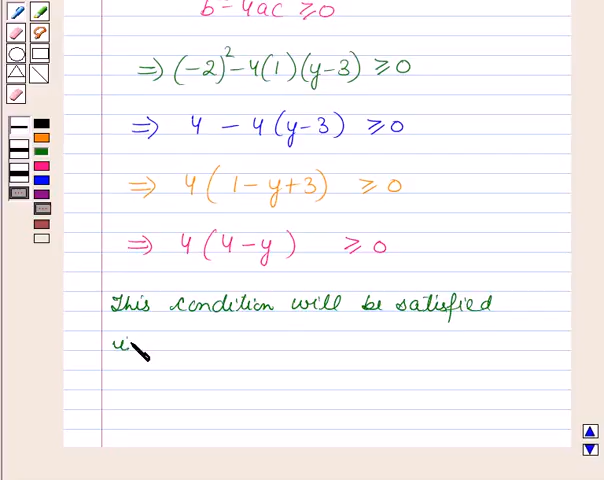 b² - 4ac ⩾ 0
⇒ (-2)² - 4(1)(y-3) ⩾ 0
⇒ 4 - 4(y-3) ⩾ 0
⇒ 4(1-y+3) ⩾ 0
⇒ 4(4-y) ⩾ 0
This condition will be satisfied